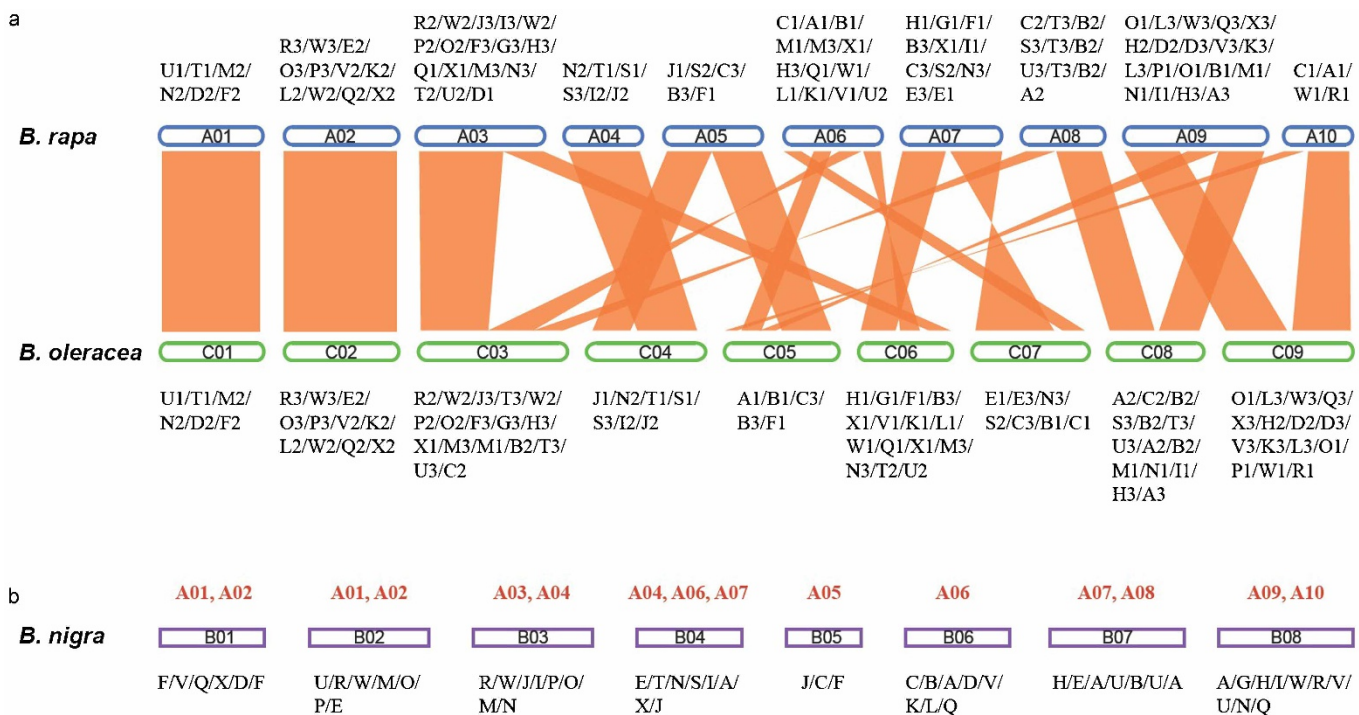 a
U1/T1/M2/
N2/D2/F2
R3/W3/E2/
O3/P3/V2/K2/
L2/W2/Q2/X2
R2/W2/J3/I3/W2/
P2/O2/F3/G3/H3/
Q1/X1/M3/N3/
T2/U2/D1
N2/T1/S1/
S3/I2/J2
J1/S2/C3/
B3/F1
C1/A1/B1/
M1/M3/X1/
H3/Q1/W1/
L1/K1/V1/U2
H1/G1/F1/
B3/X1/I1/
C3/S2/N3/
E3/E1
C2/T3/B2/
S3/T3/B2/
U3/T3/B2/
A2
O1/L3/W3/Q3/X3/
H2/D2/D3/V3/K3/
L3/P1/O1/B1/M1/
N1/I1/H3/A3
C1/A1/
W1/R1
B. rapa A01 A02 A03 A04 A05 A06 A07 A08 A09 A10
B. oleracea C01 C02 C03 C04 C05 C06 C07 C08 C09
U1/T1/M2/
N2/D2/F2
R3/W3/E2/
O3/P3/V2/K2/
L2/W2/Q2/X2
R2/W2/J3/T3/W2/
P2/O2/F3/G3/H3/
X1/M3/M1/B2/T3/
U3/C2
J1/N2/T1/S1/
S3/I2/J2
A1/B1/C3/
B3/F1
H1/G1/F1/B3/
X1/V1/K1/L1/
W1/Q1/X1/M3/
N3/T2/U2
E1/E3/N3/
S2/C3/B1/C1
A2/C2/B2/
S3/B2/T3/
U3/A2/B2/
M1/N1/I1/
H3/A3
O1/L3/W3/Q3/
X3/H2/D2/D3/
V3/K3/L3/O1/
P1/W1/R1
b
A01, A02 A01, A02 A03, A04 A04, A06, A07 A05 A06 A07, A08 A09, A10
B. nigra B01 B02 B03 B04 B05 B06 B07 B08
F/V/Q/X/D/F
U/R/W/M/O/
P/E
R/W/J/I/P/O/
M/N
E/T/N/S/I/A/
X/J
J/C/F
C/B/A/D/V/
K/L/Q
H/E/A/U/B/U/A
A/G/H/I/W/R/V/
U/N/Q